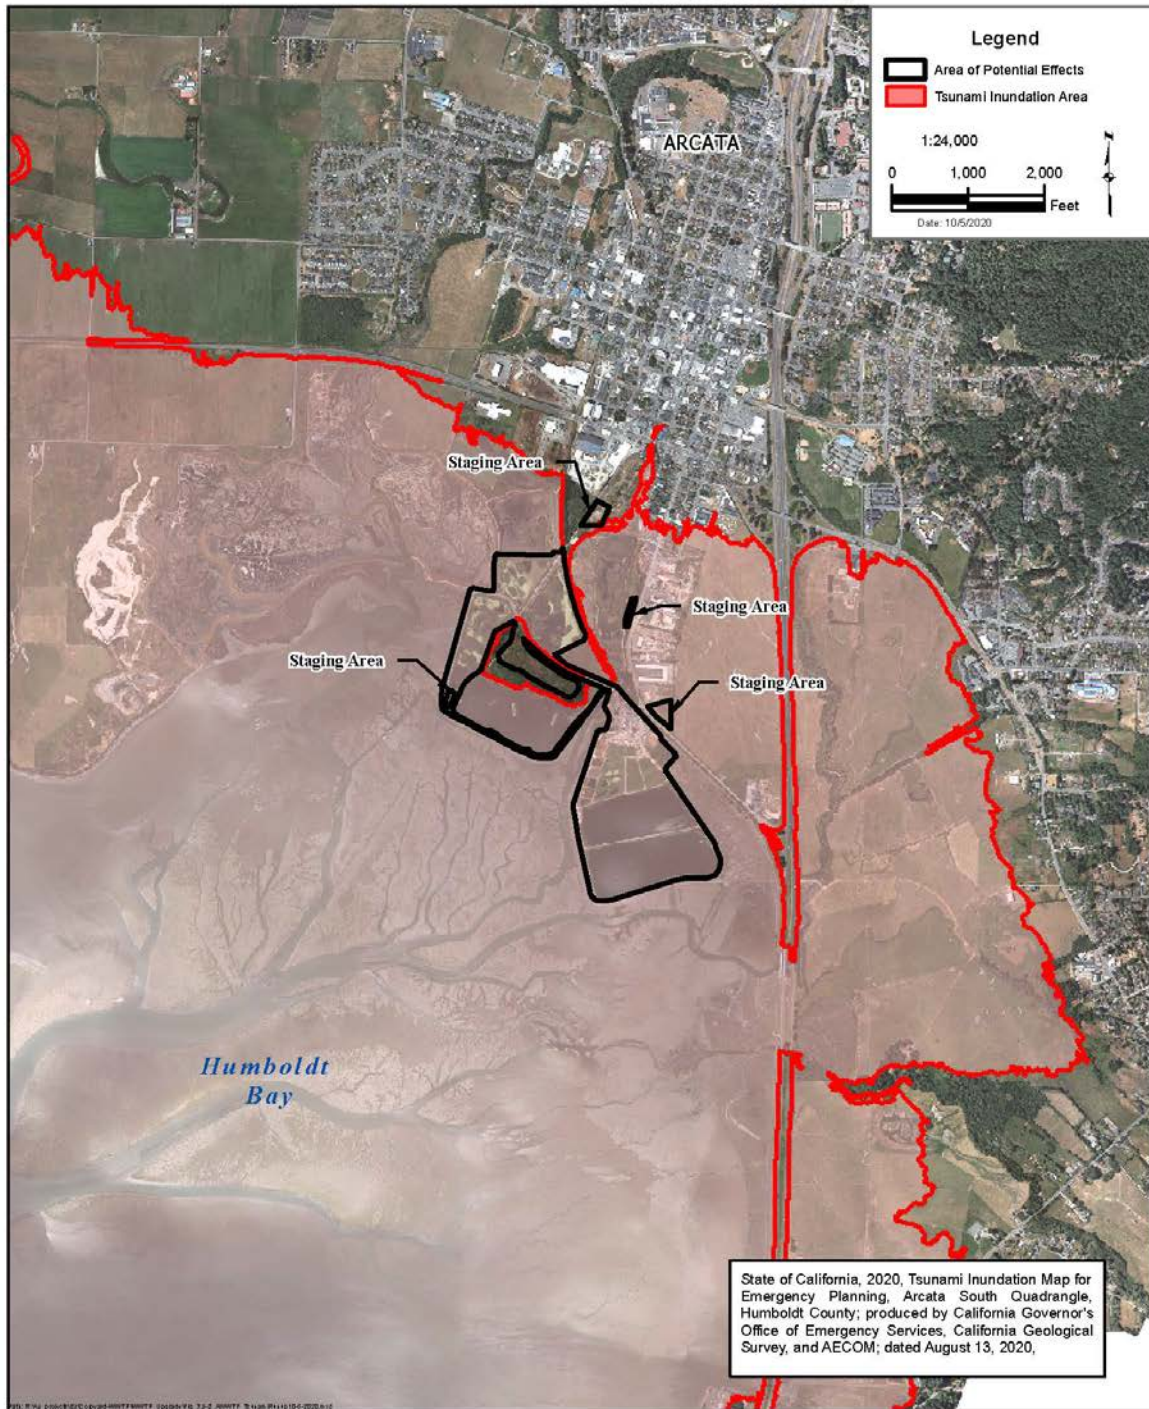 Legend
Area of Potential Effects
Tsunami Inundation Area
1:24,000
0 1,000 2,000
Feet
Date: 10/5/2020
ARCATA
Staging Area
Staging Area
Staging Area
Staging Area
Humboldt
Bay
State of California, 2020, Tsunami Inundation Map for
Emergency Planning, Arcata South Quadrangle,
Humboldt County; produced by California Governor's
Office of Emergency Services, California Geological
Survey, and AECOM; dated August 13, 2020,